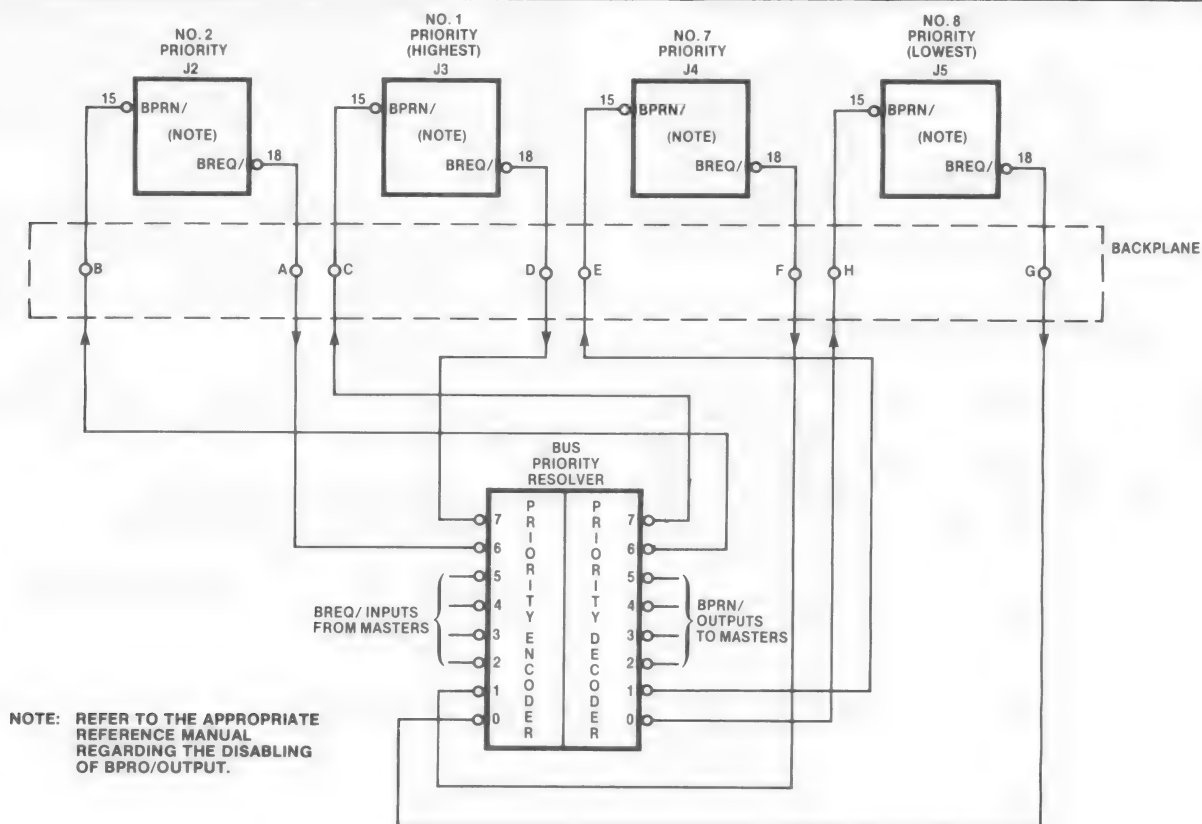 NO. 2
PRIORITY
J2
NO. 1
PRIORITY
(HIGHEST)
J3
NO. 7
PRIORITY
J4
NO. 8
PRIORITY
(LOWEST)
J5
15
BPRN/
(NOTE)
BREQ/
18
15
BPRN/
(NOTE)
BREQ/
18
15
BPRN/
(NOTE)
BREQ/
18
15
BPRN/
(NOTE)
BREQ/
18
BACKPLANE
B
A
C
D
E
F
H
G
BUS
PRIORITY
RESOLVER
7
6
5
4
3
2
1
0
PRIORITY ENCODER
PRIORITY DECODER
7
6
5
4
3
2
1
0
BREQ/ INPUTS
FROM MASTERS
BPRN/
OUTPUTS
TO MASTERS
NOTE: REFER TO THE APPROPRIATE
REFERENCE MANUAL
REGARDING THE DISABLING
OF BPRO/OUTPUT.